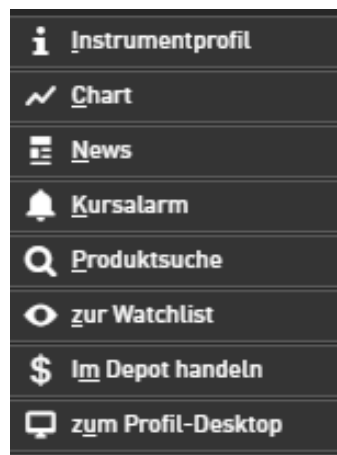 Instrumentprofil
Chart
News
Kursalarm
Produktsuche
zur Watchlist
Im Depot handeln
zum Profil-Desktop